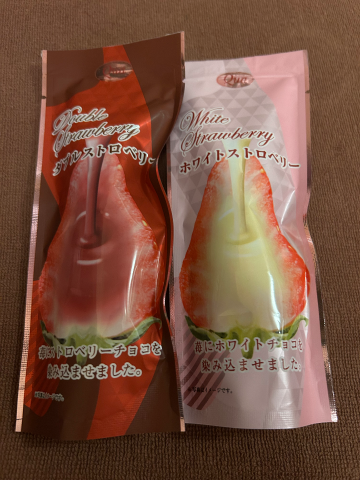 Double
Strawberry
ダブルストロベリー
苺にストロベリーチョコを
染み込ませました。
Dya
White
Strawberry
ホワイトストロベリー
苺にホワイトチョコを
染み込ませました。